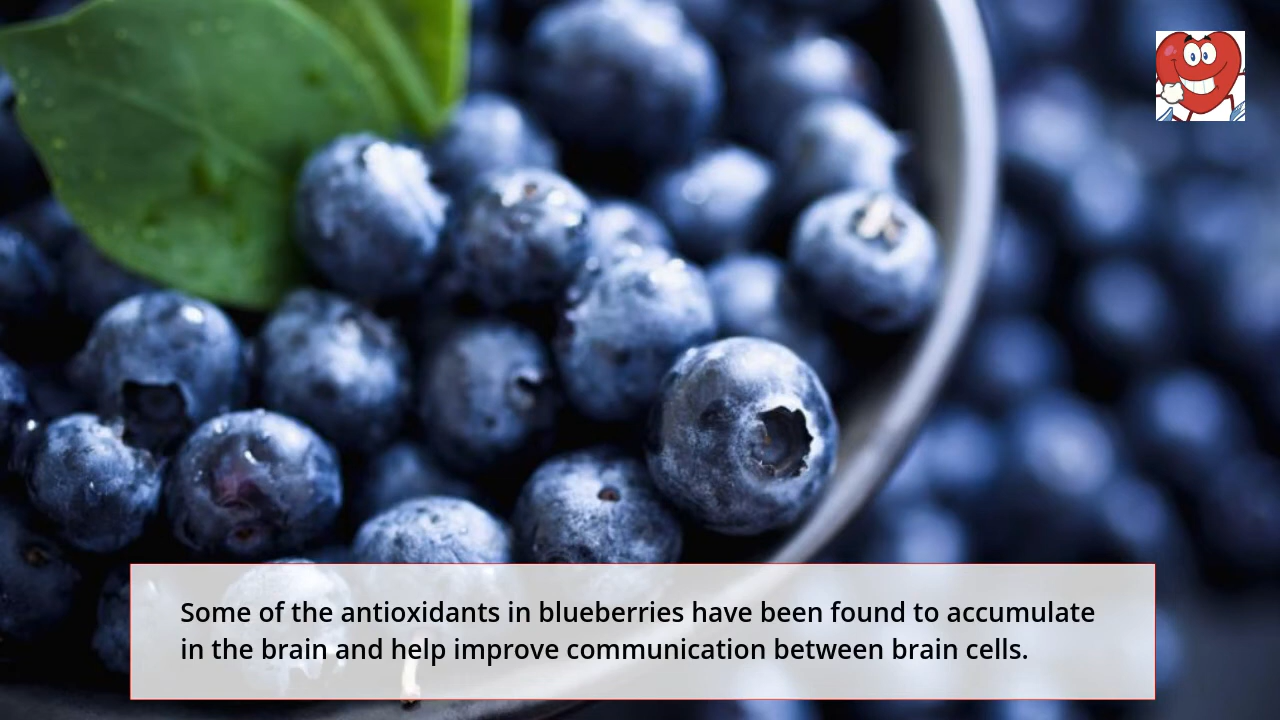 Some of the antioxidants in blueberries have been found to accumulate
in the brain and help improve communication between brain cells.